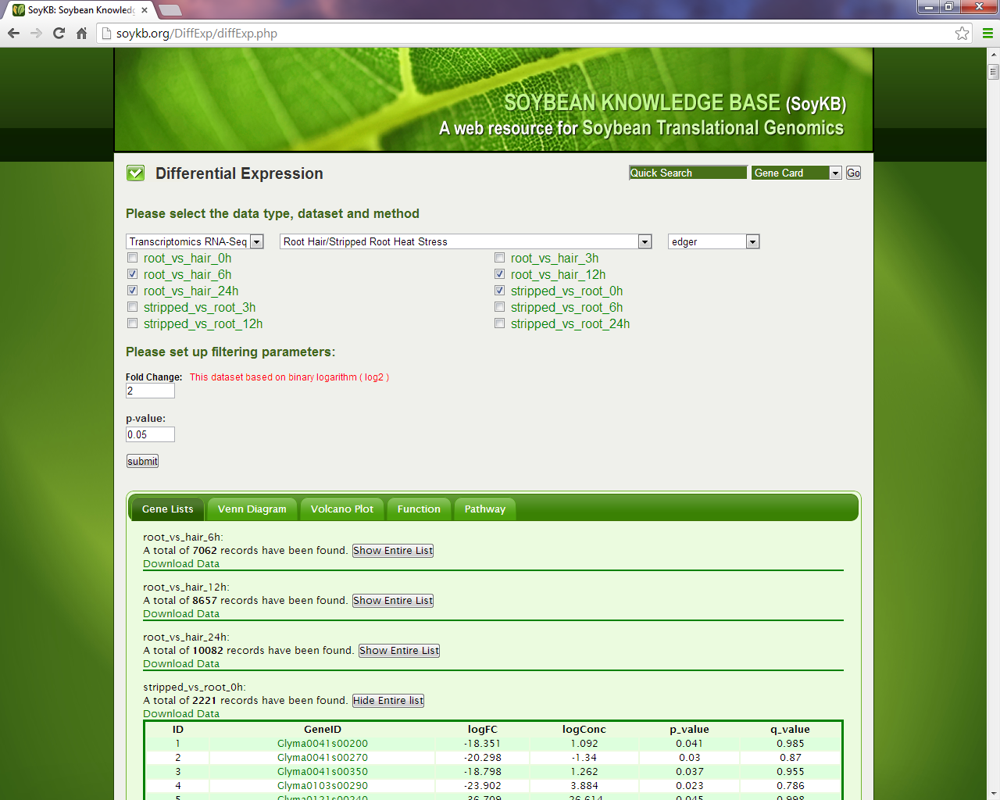 SoyKB: Soybean Knowledg
soykb.org/DiffExp/diffExp.php
SOYBEAN KNOWLEDGE BASE (SoyKB)
A web resource for Soybean Translational Genomics
Differential Expression
Quick Search Gene Card Go
Please select the data type, dataset and method
Transcriptomics RNA-Seq Root Hair/Stripped Root Heat Stress edger
root_vs_hair_0h root_vs_hair_3h
root_vs_hair_6h root_vs_hair_12h
root_vs_hair_24h stripped_vs_root_0h
stripped_vs_root_3h stripped_vs_root_6h
stripped_vs_root_12h stripped_vs_root_24h
Please set up filtering parameters:
Fold Change: This dataset based on binary logarithm ( log2 )
2
p-value:
0.05
submit
Gene Lists Venn Diagram Volcano Plot Function Pathway
root_vs_hair_6h:
A total of 7062 records have been found. Show Entire List
Download Data
root_vs_hair_12h:
A total of 8657 records have been found. Show Entire List
Download Data
root_vs_hair_24h:
A total of 10082 records have been found. Show Entire List
Download Data
stripped_vs_root_0h:
A total of 2221 records have been found. Hide Entire list
Download Data
ID GeneID logFC logConc p_value q_value
1 Glyma0041s00200 -18.351 1.092 0.041 0.985
2 Glyma0041s00270 -20.298 -1.34 0.03 0.87
3 Glyma0041s00350 -18.798 1.262 0.037 0.955
4 Glyma0103s00290 -23.902 3.884 0.023 0.786
5 Glyma0121s00240 -36.709 -26.614 0.045 0.998